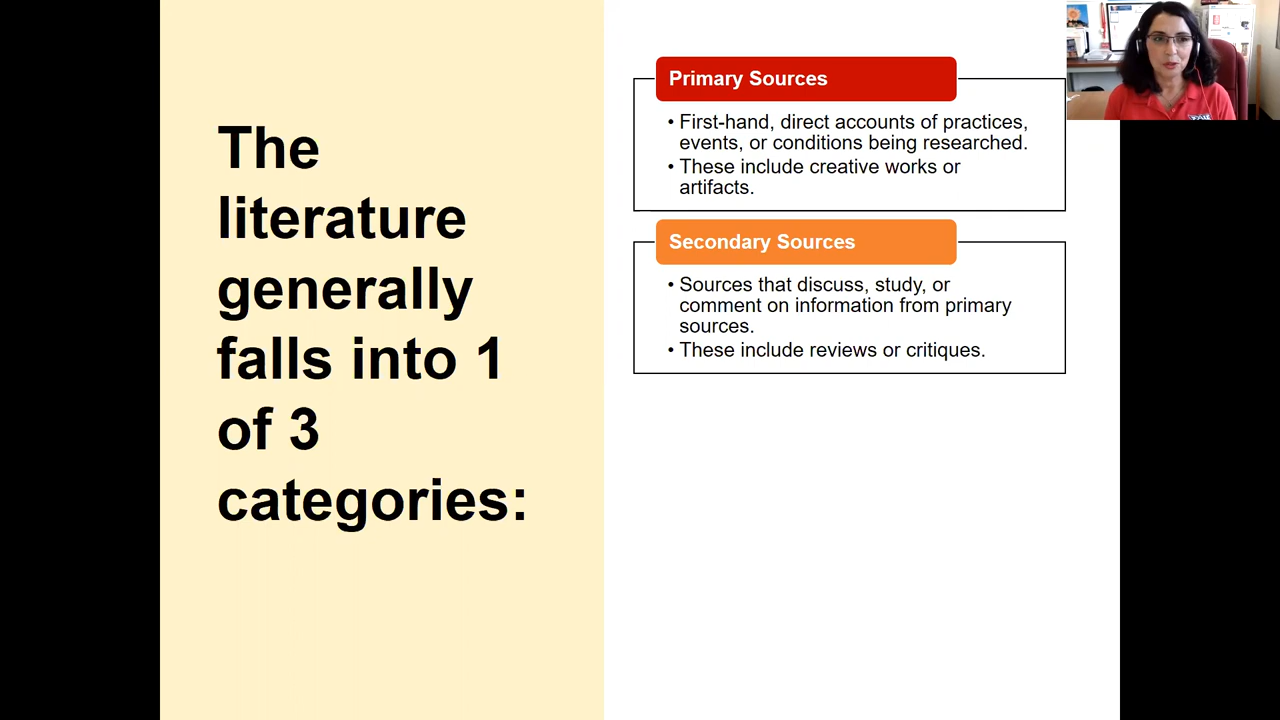 The
literature
generally
falls into 1
of 3
categories:
Primary Sources
• First-hand, direct accounts of practices,
events, or conditions being researched.
• These include creative works or
artifacts.
Secondary Sources
• Sources that discuss, study, or
comment on information from primary
sources.
• These include reviews or critiques.